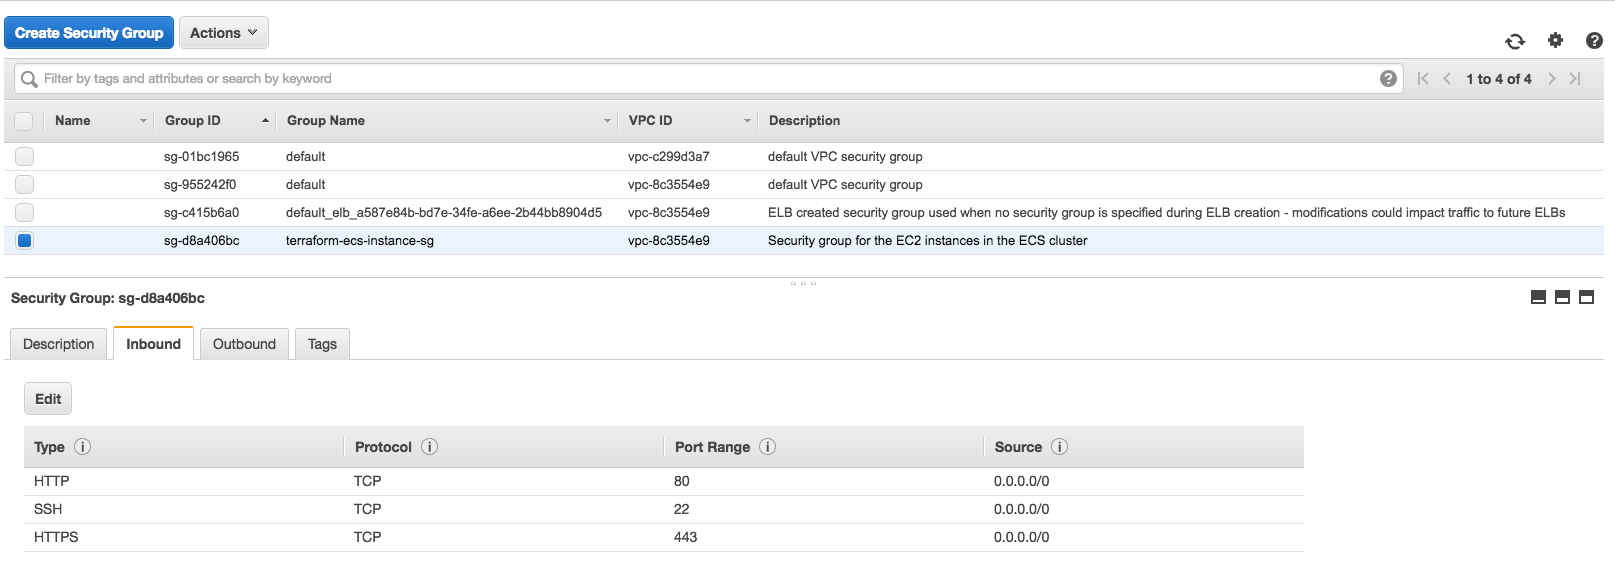 Create Security Group Actions
Filter by tags and attributes or search by keyword 1 to 4 of 4
Name Group ID Group Name VPC ID Description
sg-01bc1965 default vpc-c299d3a7 default VPC security group
sg-955242f0 default vpc-8c3554e9 default VPC security group
sg-c415b6a0 default_elb_a587e84b-bd7e-34fe-a6ee-2b44bb8904d5 vpc-8c3554e9 ELB created security group used when no security group is specified during ELB creation - modifications could impact traffic to future ELBs
sg-d8a406bc terraform-ecs-instance-sg vpc-8c3554e9 Security group for the EC2 instances in the ECS cluster
Security Group: sg-d8a406bc
Description Inbound Outbound Tags
Edit
Type Protocol Port Range Source
HTTP TCP 80 0.0.0.0/0
SSH TCP 22 0.0.0.0/0
HTTPS TCP 443 0.0.0.0/0